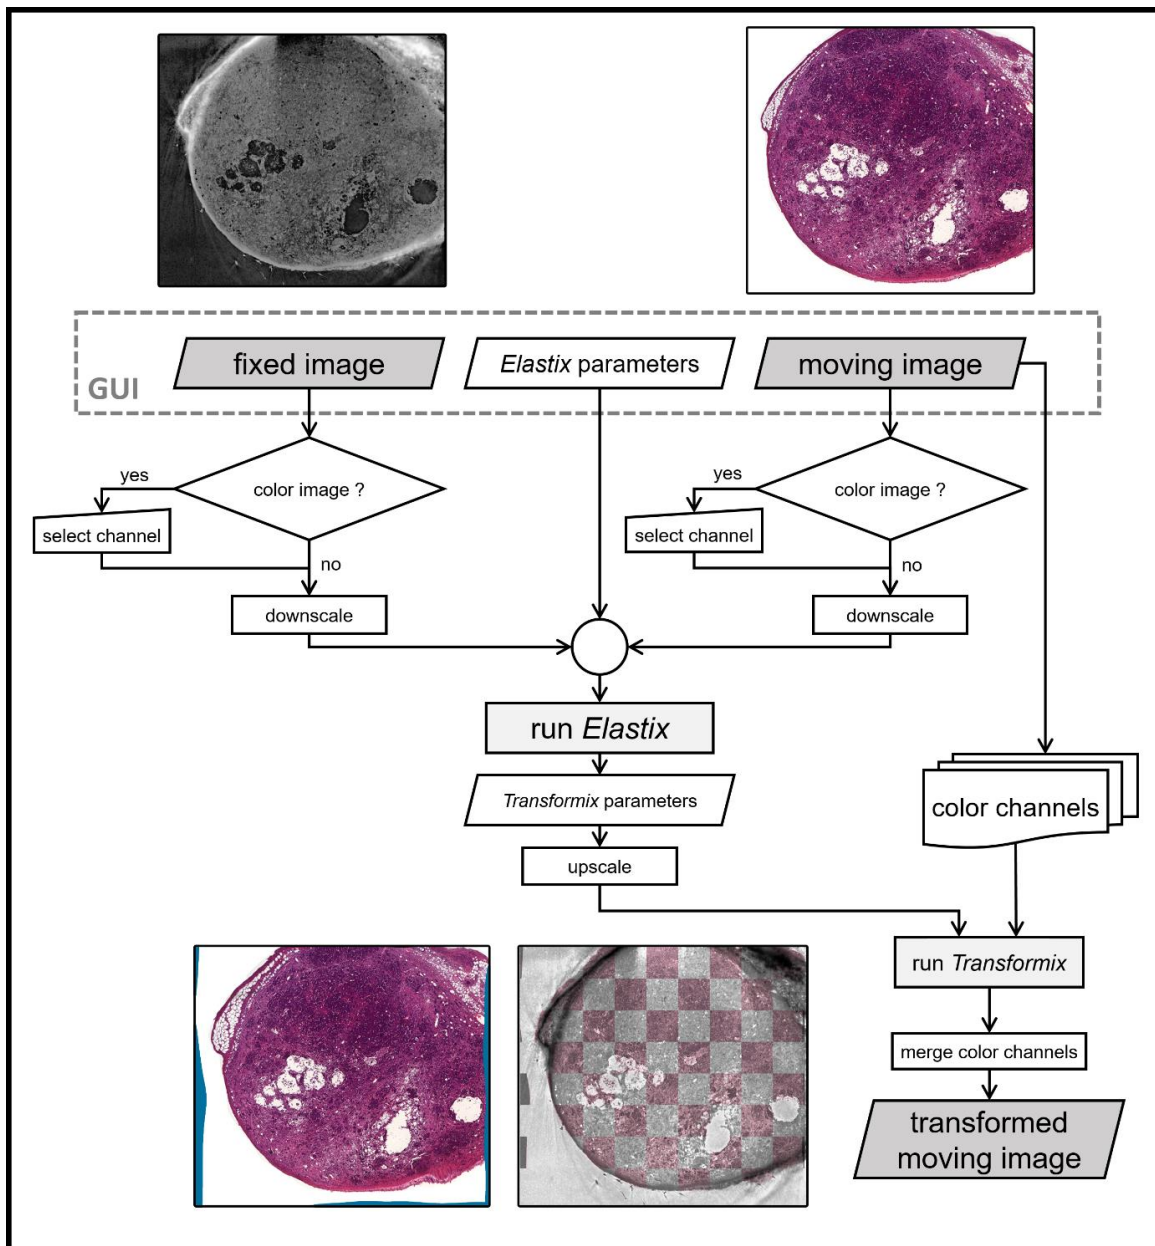 fixed image
Elastix parameters
moving image
GUI
yes
color image ?
yes
color image ?
select channel
select channel
no
no
downscale
downscale
run Elastix
Transformix parameters
color channels
upscale
run Transformix
merge color channels
transformed
moving image